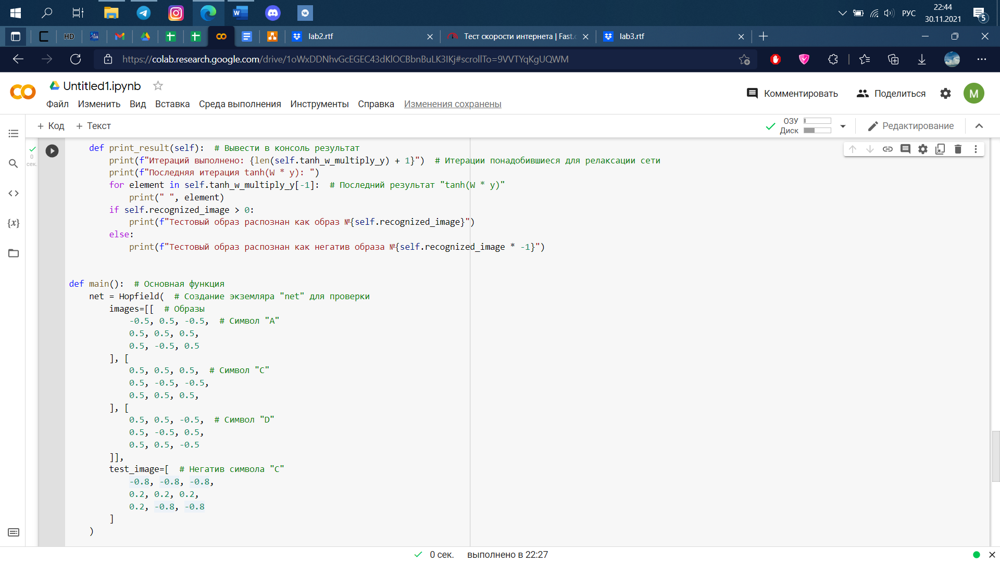 22:44
РУС
30.11.2021
5
HD
lab2.rtf
Тест скорости интернета | Fast.c
lab3.rtf
https://colab.research.google.com/drive/1oWxDDNhvGcEGEC43dKlOCBbnBuLK3IKj#scrollTo=9VVTYqKgUQWM
Untitled1.ipynb
Комментировать
Поделиться
M
Файл Изменить Вид Вставка Среда выполнения Инструменты Справка Изменения сохранены
+ Код + Текст
ОЗУ
Диск
Редактирование
0
сек.
{x}
def print_result(self):  # Вывести в консоль результат
print(f"Итераций выполнено: {len(self.tanh_w_multiply_y) + 1}")  # Итерации понадобившиеся для релаксации сети
print(f"Последняя итерация tanh(W * y): ")
for element in self.tanh_w_multiply_y[-1]:  # Последний результат "tanh(W * y)"
print(" ", element)
if self.recognized_image > 0:
print(f"Тестовый образ распознан как образ №{self.recognized_image}")
else:
print(f"Тестовый образ распознан как негатив образа №{self.recognized_image * -1}")
def main():  # Основная функция
net = Hopfield(  # Создание экземляра "net" для проверки
images=[[  # Образы
-0.5, 0.5, -0.5,  # Символ "A"
0.5, 0.5, 0.5,
0.5, -0.5, 0.5
], [
0.5, 0.5, 0.5,  # Символ "C"
0.5, -0.5, -0.5,
0.5, 0.5, 0.5,
], [
0.5, 0.5, -0.5,  # Символ "D"
0.5, -0.5, 0.5,
0.5, 0.5, -0.5
]],
test_image=[  # Негатив символа "C"
-0.8, -0.8, -0.8,
0.2, 0.2, 0.2,
0.2, -0.8, -0.8
]
)
0 сек. выполнено в 22:27